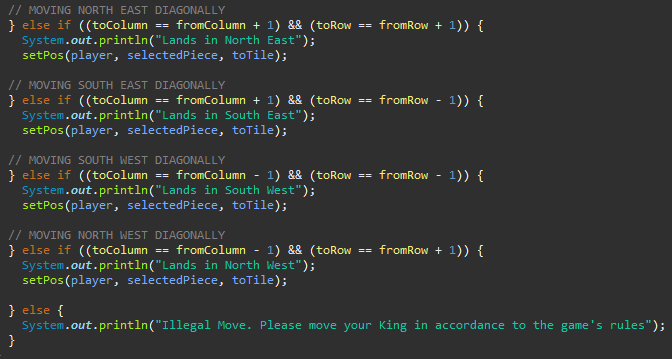 // MOVING NORTH EAST DIAGONALLY
} else if ((toColumn == fromColumn + 1) && (toRow == fromRow + 1)) {
System.out.println("Lands in North East");
setPos(player, selectedPiece, toTile);
// MOVING SOUTH EAST DIAGONALLY
} else if ((toColumn == fromColumn + 1) && (toRow == fromRow - 1)) {
System.out.println("Lands in South East");
setPos(player, selectedPiece, toTile);
// MOVING SOUTH WEST DIAGONALLY
} else if ((toColumn == fromColumn - 1) && (toRow == fromRow - 1)) {
System.out.println("Lands in South West");
setPos(player, selectedPiece, toTile);
// MOVING NORTH WEST DIAGONALLY
} else if ((toColumn == fromColumn - 1) && (toRow == fromRow + 1)) {
System.out.println("Lands in North West");
setPos(player, selectedPiece, toTile);
} else {
System.out.println("Illegal Move. Please move your King in accordance to the game's rules");
}